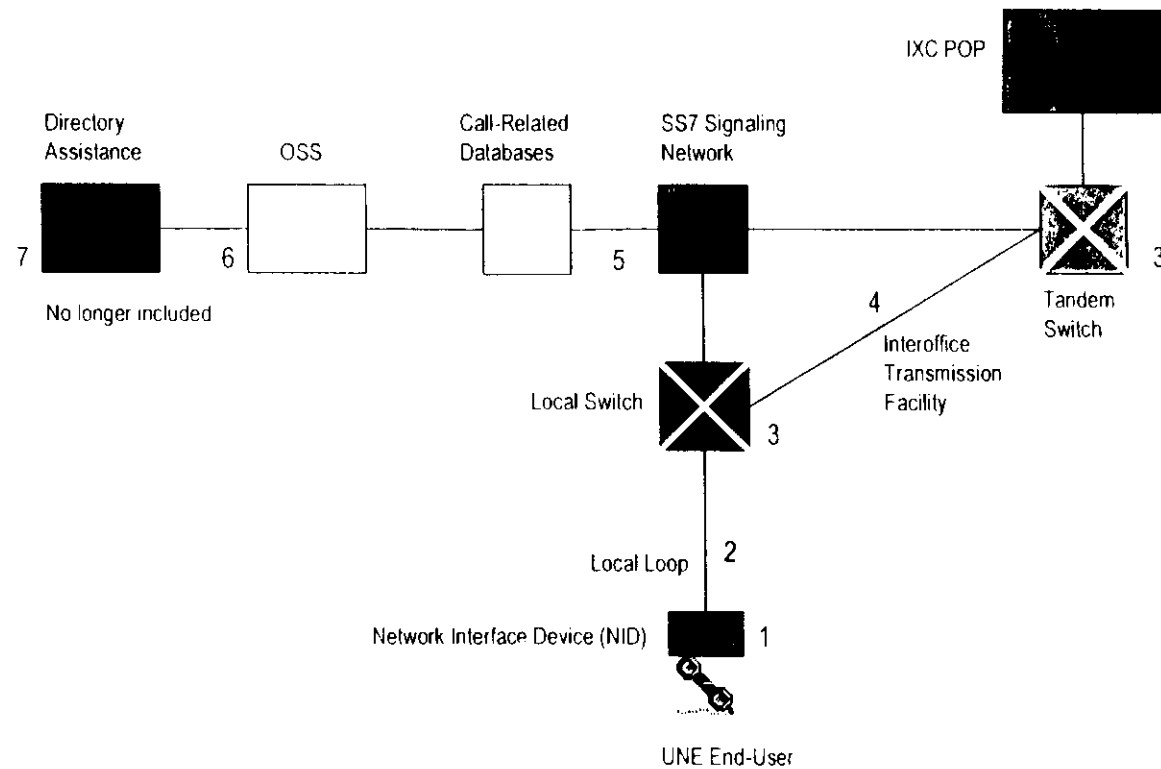 IXC POP
Directory
Assistance
OSS
Call-Related
Databases
SS7 Signaling
Network
7
6
5
3
No longer included
4
Tandem
Switch
Interoffice
Transmission
Facility
Local Switch
3
Local Loop
2
Network Interface Device (NID)
1
UNE End-User